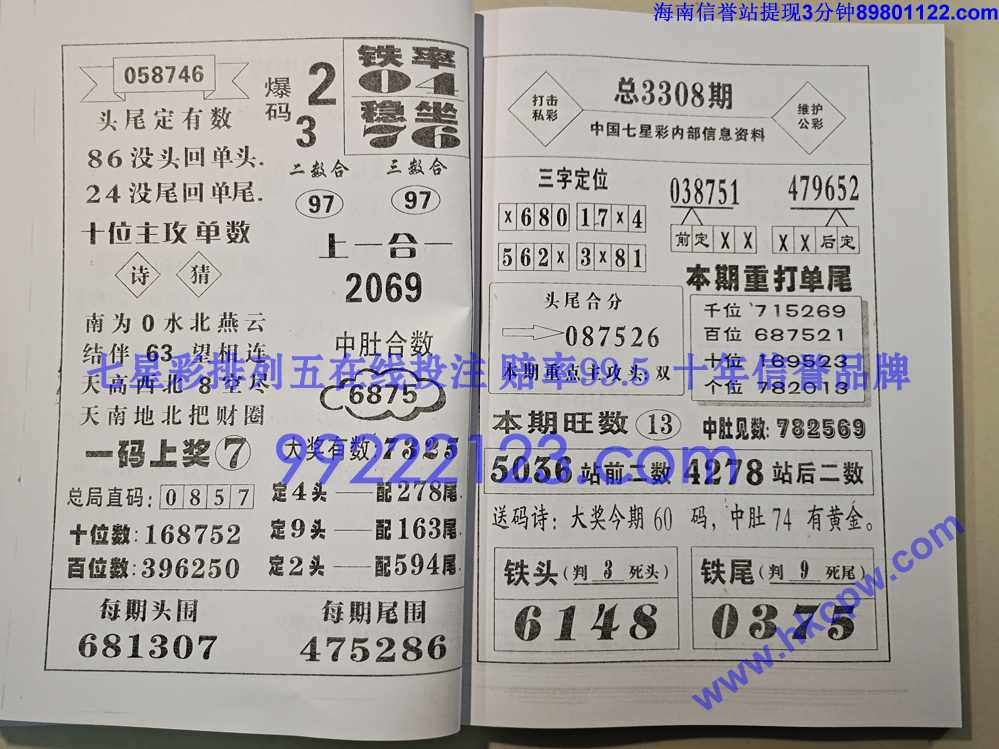 海南信誉站提现3分钟89801122.com
058746
头尾定有数
86没头回单头.
24没尾回单尾.
十位主攻单数
诗 猜
南为0水北燕云
结伴63望相连
天高西北8空尽
天南地北把财圈
一码上奖⑦
总局直码:0857
十位数:168752
百位数:396250
爆码 2 3
铁率
04
稳坐
76
二数合 三数合
97 97
上一合一
2069
中肚合数
6875
大奖有数:7325
定4头——配278尾.
定9头——配163尾.
定2头——配594尾.
每期头围 每期尾围
681307 475286
打击私彩
总3308期
中国七星彩内部信息资料
维护公彩
三字定位
×680 17×4
562× 3×81
038751 479652
前定×× ××后定
本期重打单尾
千位 715269
百位 687521
十位 169523
个位 782013
头尾合分
087526
本期重点主攻头:双
本期旺数 13 中肚见数:782569
5036站前二数 4278站后二数
送码诗:大奖今期60码,中肚74有黄金。
铁头(判 3 死头) 铁尾(判 9 死尾)
6148 0375
七星彩排列五在线投注 赔率99.5 十年信誉品牌
99222123.com
www.hkcpw.com